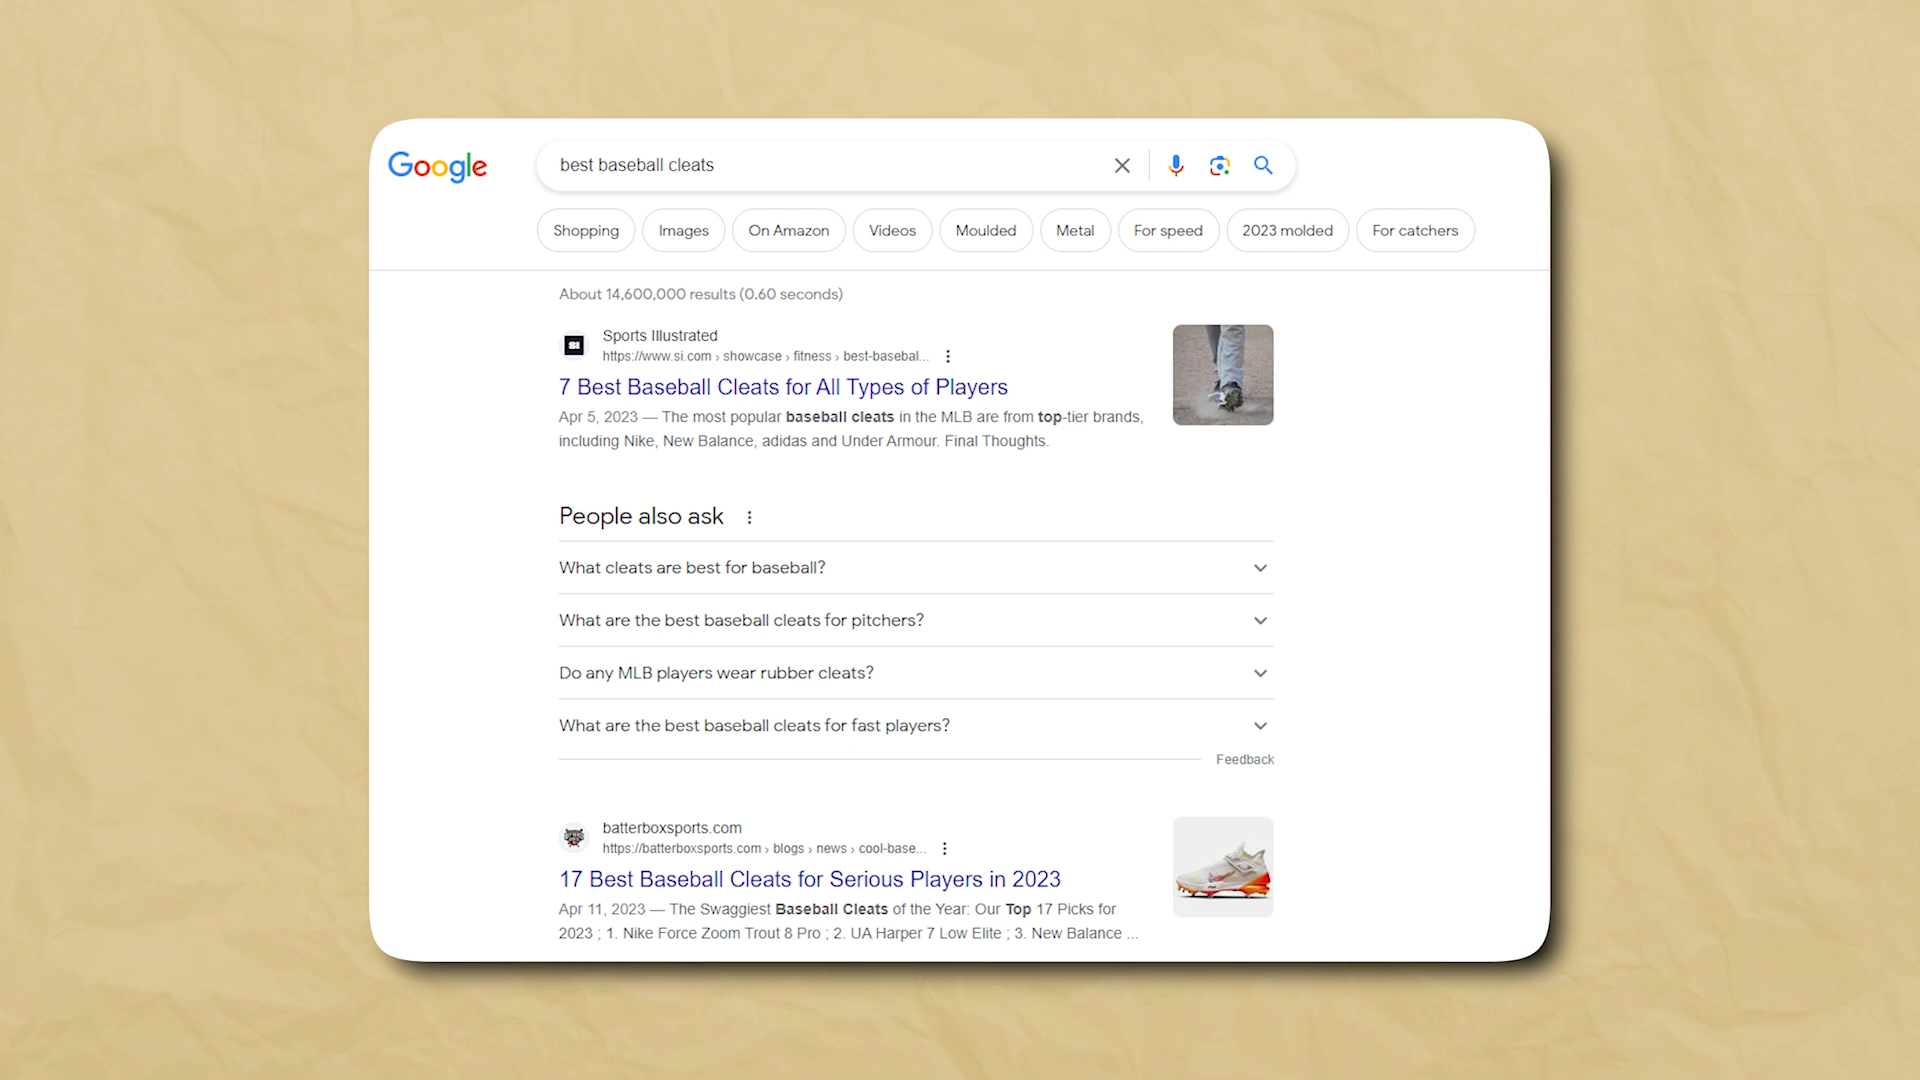 Google
best baseball cleats
Shopping
Images
On Amazon
Videos
Moulded
Metal
For speed
2023 molded
For catchers
About 14,600,000 results (0.60 seconds)
SI
Sports Illustrated
https://www.si.com › showcase › fitness › best-basebal...
7 Best Baseball Cleats for All Types of Players
Apr 5, 2023 — The most popular baseball cleats in the MLB are from top-tier brands,
including Nike, New Balance, adidas and Under Armour. Final Thoughts.
People also ask
What cleats are best for baseball?
What are the best baseball cleats for pitchers?
Do any MLB players wear rubber cleats?
What are the best baseball cleats for fast players?
Feedback
batterboxsports.com
https://batterboxsports.com › blogs › news › cool-base...
17 Best Baseball Cleats for Serious Players in 2023
Apr 11, 2023 — The Swaggiest Baseball Cleats of the Year: Our Top 17 Picks for
2023 ; 1. Nike Force Zoom Trout 8 Pro ; 2. UA Harper 7 Low Elite ; 3. New Balance ...